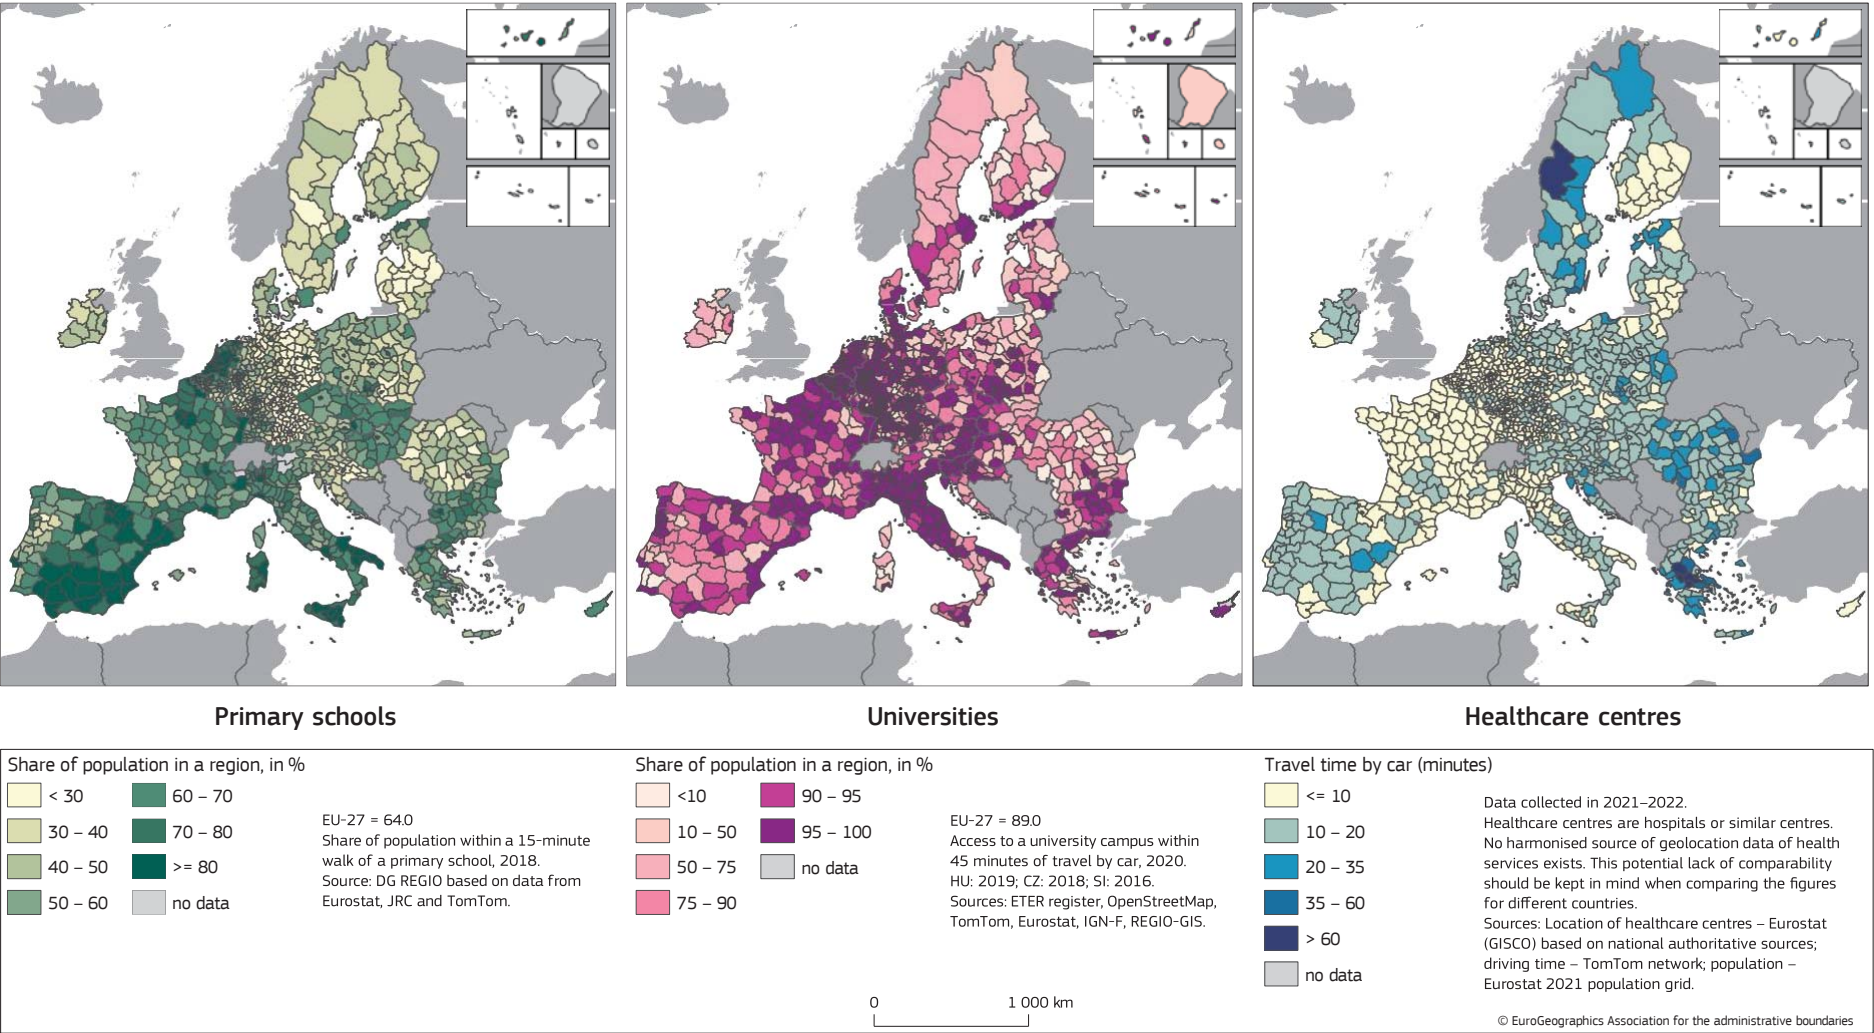 Primary schools
Universities
Healthcare centres
Share of population in a region, in %
< 30
30 – 40
40 – 50
50 – 60
60 – 70
70 – 80
>= 80
no data
EU-27 = 64.0
Share of population within a 15-minute
walk of a primary school, 2018.
Source: DG REGIO based on data from
Eurostat, JRC and TomTom.
Share of population in a region, in %
<10
10 – 50
50 – 75
75 – 90
90 – 95
95 – 100
no data
EU-27 = 89.0
Access to a university campus within
45 minutes of travel by car, 2020.
HU: 2019; CZ: 2018; SI: 2016.
Sources: ETER register, OpenStreetMap,
TomTom, Eurostat, IGN-F, REGIO-GIS.
0 1 000 km
Travel time by car (minutes)
<= 10
10 – 20
20 – 35
35 – 60
> 60
no data
Data collected in 2021–2022.
Healthcare centres are hospitals or similar centres.
No harmonised source of geolocation data of health
services exists. This potential lack of comparability
should be kept in mind when comparing the figures
for different countries.
Sources: Location of healthcare centres – Eurostat
(GISCO) based on national authoritative sources;
driving time – TomTom network; population –
Eurostat 2021 population grid.
© EuroGeographics Association for the administrative boundaries